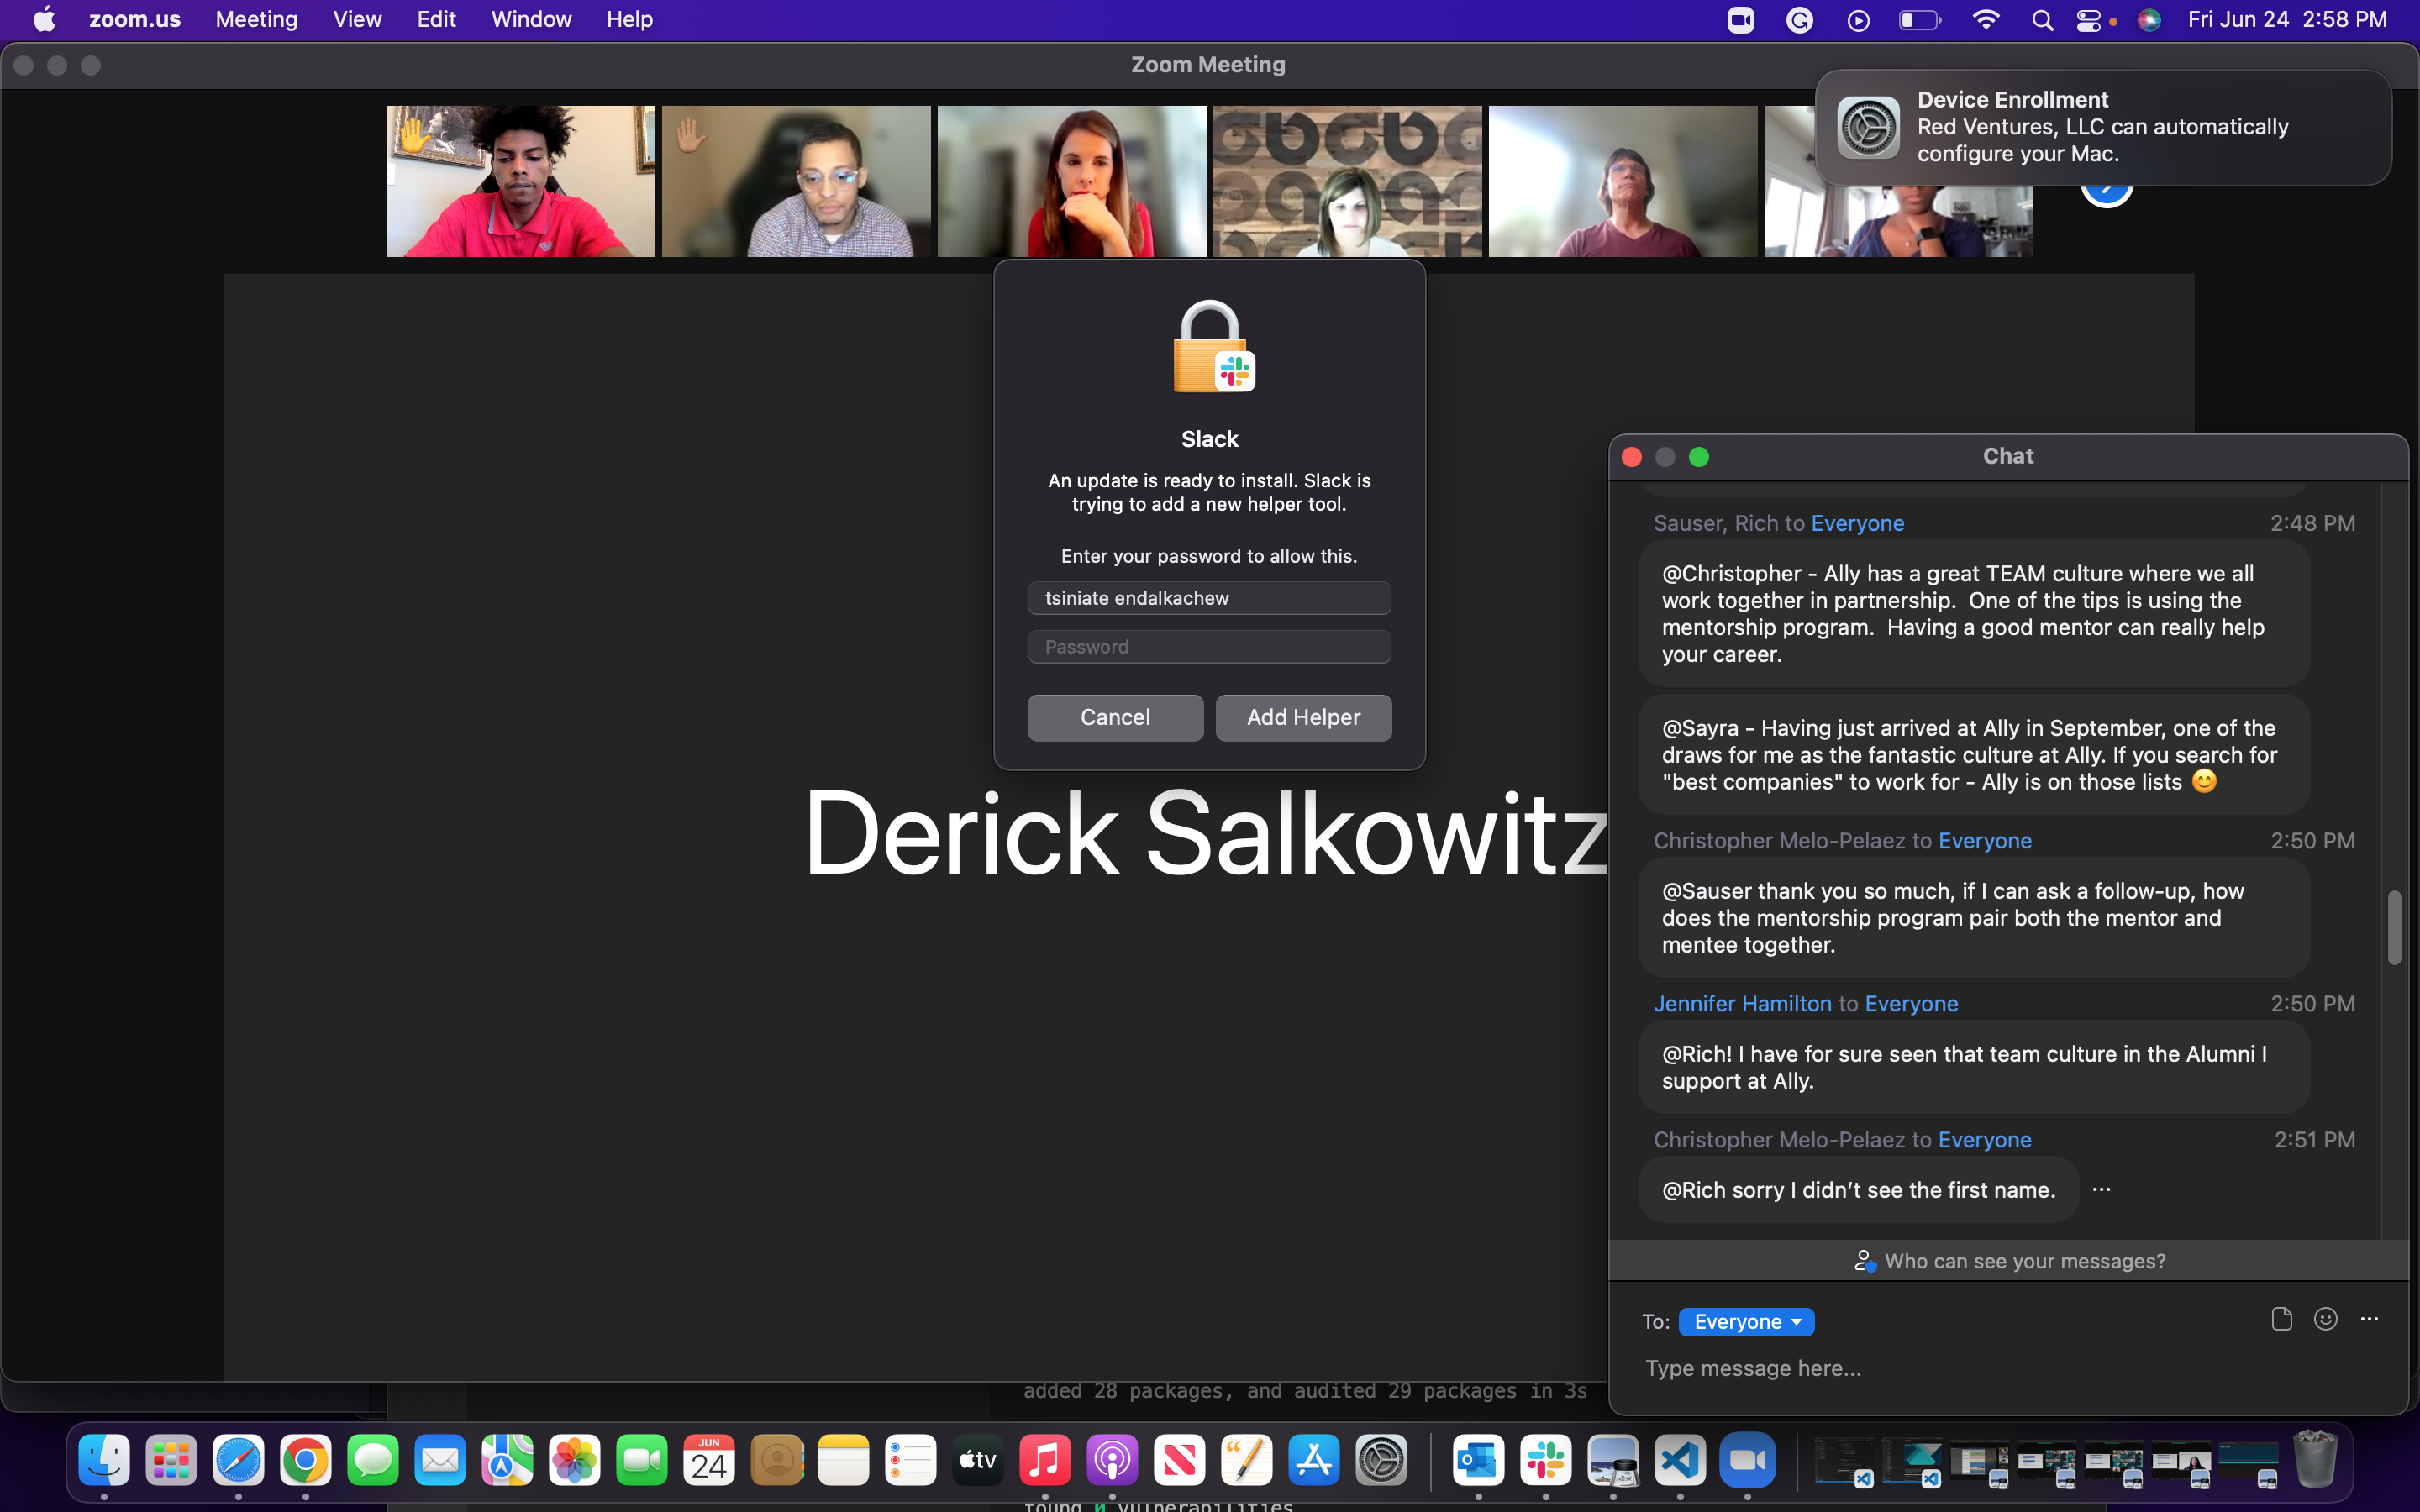 zoom.us Meeting View Edit Window Help
Fri Jun 24 2:58 PM
Zoom Meeting
Device Enrollment
Red Ventures, LLC can automatically
configure your Mac.
Slack
An update is ready to install. Slack is
trying to add a new helper tool.
Enter your password to allow this.
tsiniate endalkachew
Password
Cancel
Add Helper
Derick Salkowitz
Chat
Sauser, Rich to Everyone 2:48 PM
@Christopher - Ally has a great TEAM culture where we all
work together in partnership. One of the tips is using the
mentorship program. Having a good mentor can really help
your career.
@Sayra - Having just arrived at Ally in September, one of the
draws for me as the fantastic culture at Ally. If you search for
"best companies" to work for - Ally is on those lists 😊
Christopher Melo-Pelaez to Everyone 2:50 PM
@Sauser thank you so much, if I can ask a follow-up, how
does the mentorship program pair both the mentor and
mentee together.
Jennifer Hamilton to Everyone 2:50 PM
@Rich! I have for sure seen that team culture in the Alumni I
support at Ally.
Christopher Melo-Pelaez to Everyone 2:51 PM
@Rich sorry I didn't see the first name.
Who can see your messages?
To: Everyone
Type message here...
added 28 packages, and audited 29 packages in 3s
JUN
24
tv
found 0 vulnerabilities